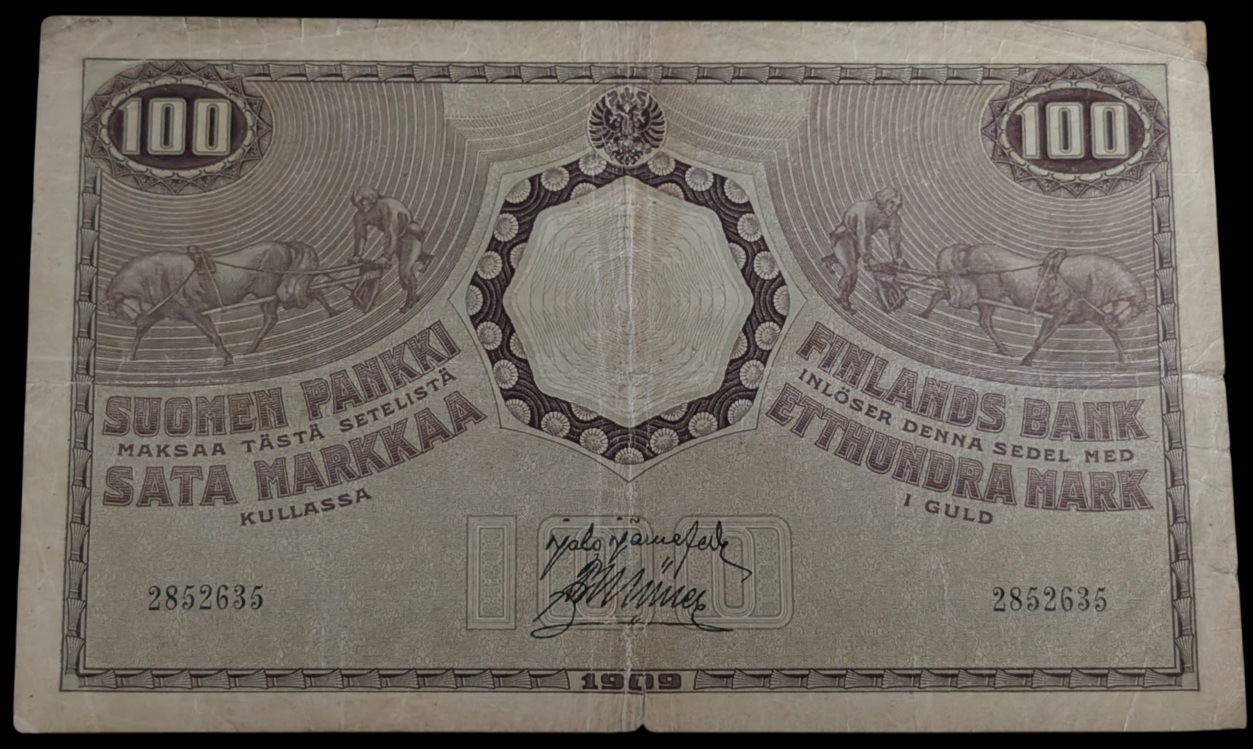 100
100
SUOMEN PANKKI
MAKSAA TÄSTÄ SETELISTÄ
SATA MARKKAA
KULLASSA
FINLANDS BANK
INLÖSER DENNA SEDEL MED
ETTHUNDRA MARK
I GULD
100
2852635
2852635
1909